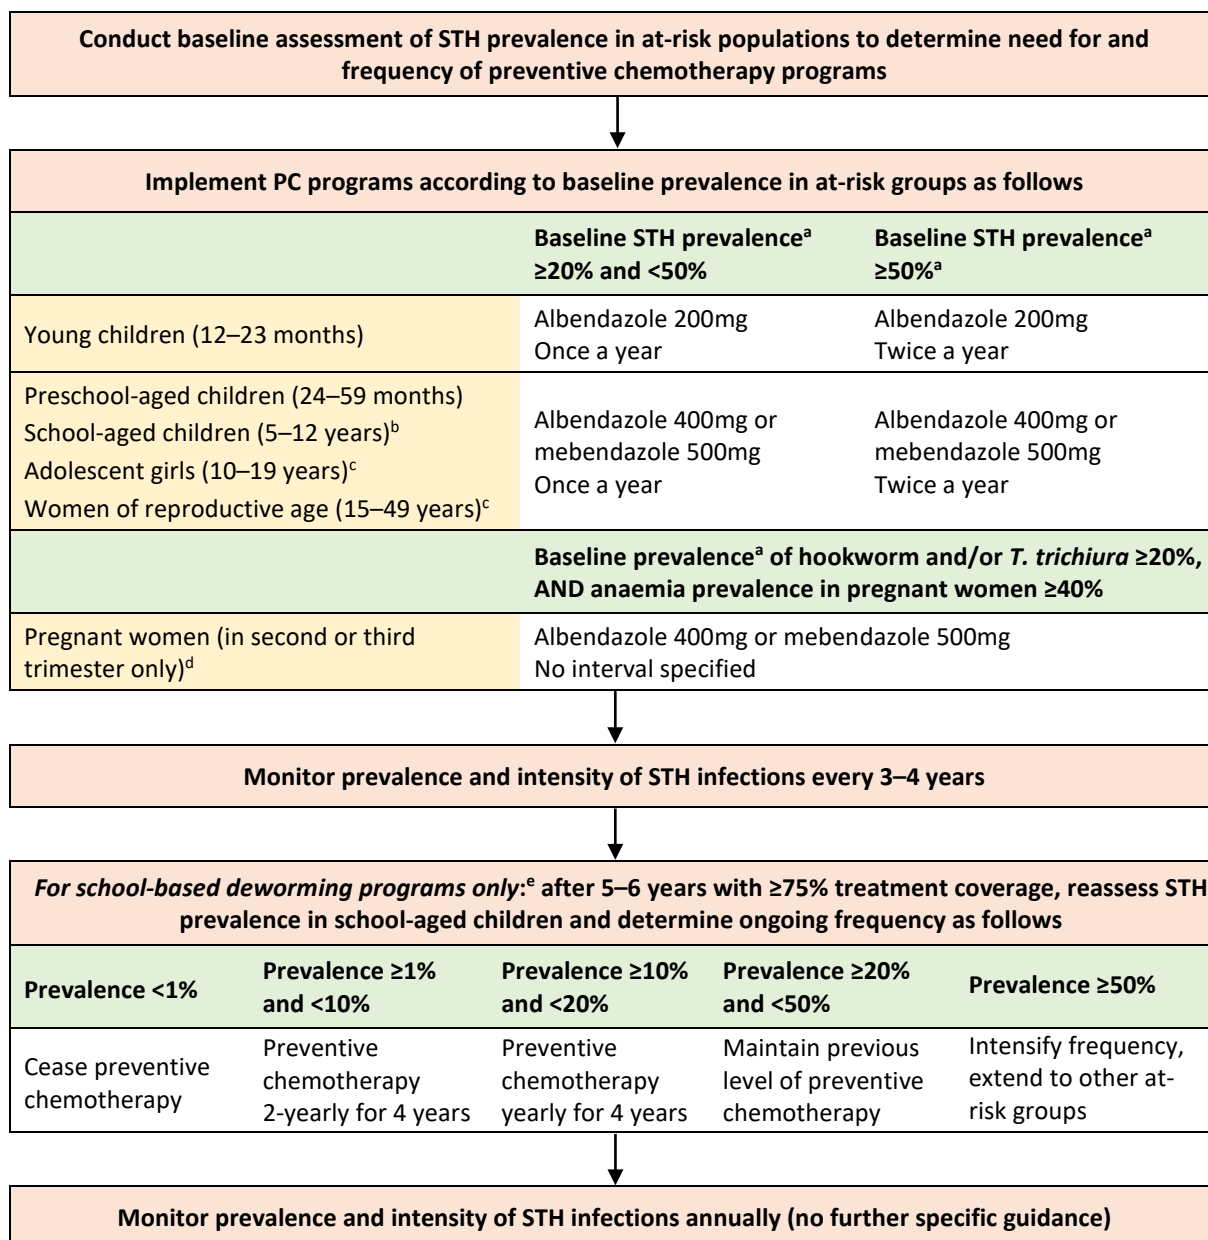 Conduct baseline assessment of STH prevalence in at-risk populations to determine need for and
frequency of preventive chemotherapy programs
Implement PC programs according to baseline prevalence in at-risk groups as follows
Baseline STH prevalenceᵃ
≥20% and <50%
Baseline STH prevalenceᵃ
≥50%ᵃ
Young children (12–23 months)
Albendazole 200mg
Once a year
Albendazole 200mg
Twice a year
Preschool-aged children (24–59 months)
School-aged children (5–12 years)ᵇ
Adolescent girls (10–19 years)ᶜ
Women of reproductive age (15–49 years)ᶜ
Albendazole 400mg or
mebendazole 500mg
Once a year
Albendazole 400mg or
mebendazole 500mg
Twice a year
Baseline prevalenceᵃ of hookworm and/or T. trichiura ≥20%,
AND anaemia prevalence in pregnant women ≥40%
Pregnant women (in second or third
trimester only)ᵈ
Albendazole 400mg or mebendazole 500mg
No interval specified
Monitor prevalence and intensity of STH infections every 3–4 years
For school-based deworming programs only:ᵉ after 5–6 years with ≥75% treatment coverage, reassess STH
prevalence in school-aged children and determine ongoing frequency as follows
Prevalence <1%
Prevalence ≥1%
and <10%
Prevalence ≥10%
and <20%
Prevalence ≥20%
and <50%
Prevalence ≥50%
Cease preventive
chemotherapy
Preventive
chemotherapy
2-yearly for 4 years
Preventive
chemotherapy
yearly for 4 years
Maintain previous
level of preventive
chemotherapy
Intensify frequency,
extend to other at-
risk groups
Monitor prevalence and intensity of STH infections annually (no further specific guidance)